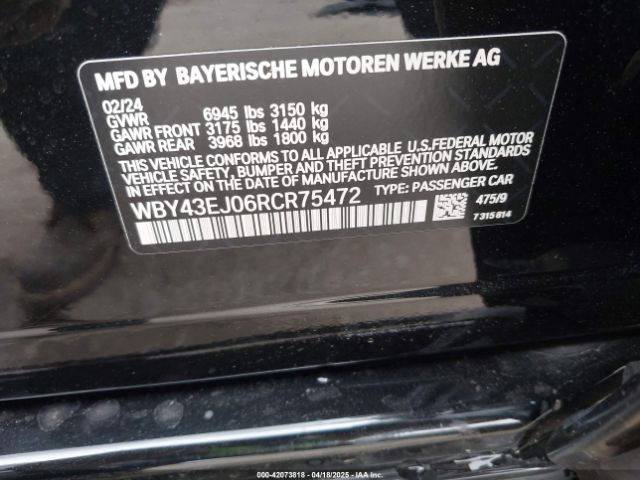 MFD BY BAYERISCHE MOTOREN WERKE AG
02/24
GVWR 6945 lbs 3150 kg
GAWR FRONT 3175 lbs 1440 kg
GAWR REAR 3968 lbs 1800 kg
THIS VEHICLE CONFORMS TO ALL APPLICABLE U.S.FEDERAL MOTOR
VEHICLE SAFETY, BUMPER, AND THEFT PREVENTION STANDARDS
IN EFFECT ON THE DATE OF MANUFACTURE SHOWN ABOVE.
WBY43EJ06RCR75472 TYPE: PASSENGER CAR
475/9
7 315 614
000-42073818 - 04/18/2025 - IAA Inc.